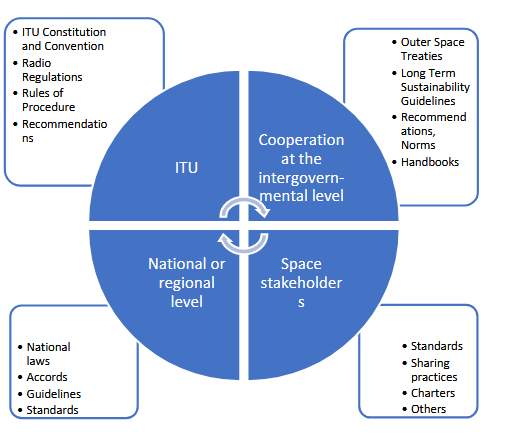 • ITU Constitution
and Convention
• Radio
Regulations
• Rules of
Procedure
• Recommendatio
ns
• Outer Space
Treaties
• Long Term
Sustainability
Guidelines
• Recommend
ations,
Norms
• Handbooks
ITU
Cooperation
at the
intergovern-
mental level
National or
regional
level
Space
stakeholder
s
• National
laws
• Accords
• Guidelines
• Standards
• Standards
• Sharing
practices
• Charters
• Others